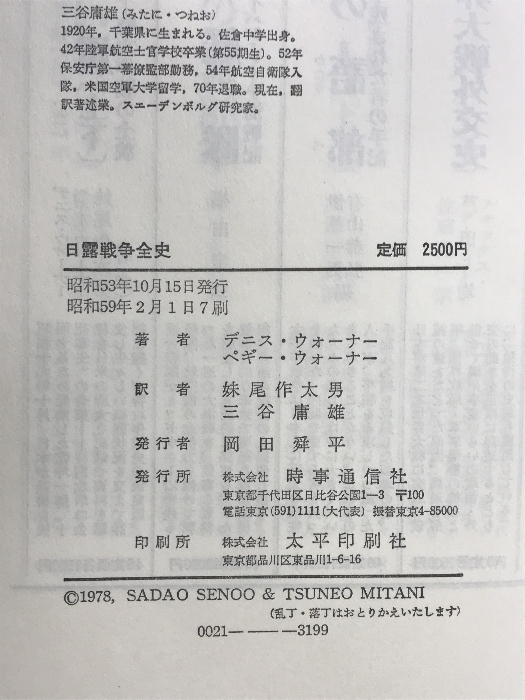 三谷庸雄（みたに・つねお）
1920年，千葉県に生まれる。佐倉中学出身。
42年陸軍航空士官学校卒業（第55期生）。52年
保安庁第一幕僚監部勤務，54年航空自衛隊入
隊，米国空軍大学留学，70年退職。現在，翻
訳著述業。スエーデンボルグ研究家。
日露戦争全史 定価 2500円
昭和53年10月15日発行
昭和59年2月1日7刷
著者 デニス・ウォーナー
ペギー・ウォーナー
訳者 妹尾作太男
三谷庸雄
発行者 岡田舜平
発行所 株式会社 時事通信社
東京都千代田区日比谷公園1―3 〒100
電話東京(591)1111(大代表) 振替東京4-85000
印刷所 株式会社 太平印刷社
東京都品川区東品川1-6-16
©1978, SADAO SENOO & TSUNEO MITANI
(乱丁・落丁はおとりかえいたします)
0021― ― ―3199